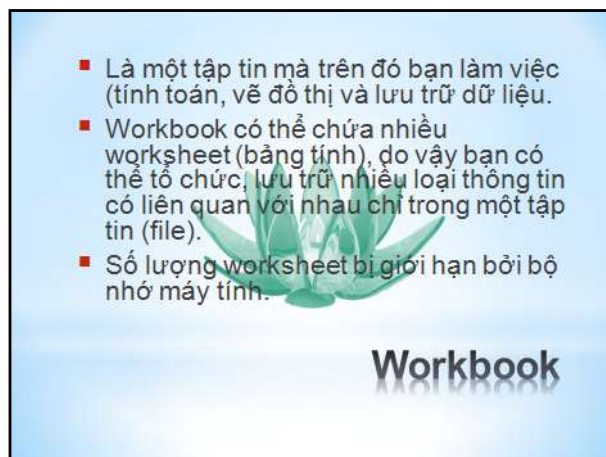 ▪ Là một tập tin mà trên đó bạn làm việc
(tính toán, vẽ đồ thị và lưu trữ dữ liệu.
▪ Workbook có thể chứa nhiều
worksheet (bảng tính), do vậy bạn có
thể tổ chức, lưu trữ nhiều loại thông tin
có liên quan với nhau chỉ trong một tập
tin (file).
▪ Số lượng worksheet bị giới hạn bởi bộ
nhớ máy tính.
Workbook